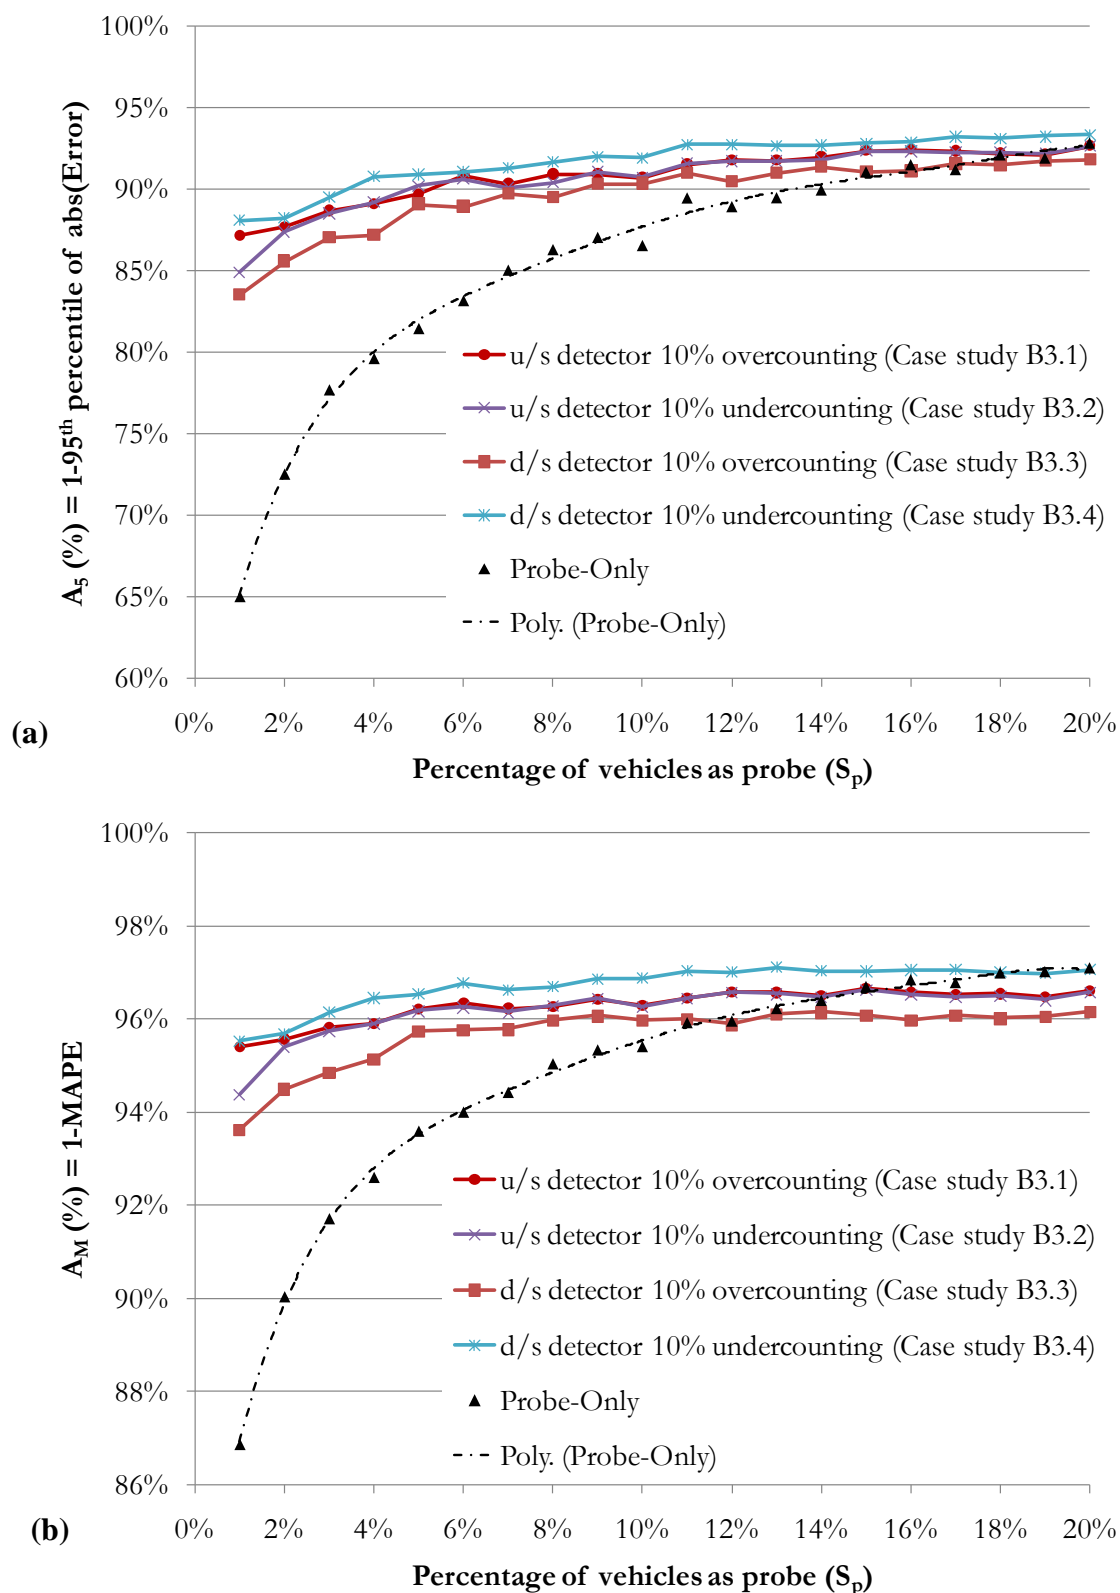 100%
95%
90%
85%
80%
75%
70%
65%
60%
A5 (%) = 1-95th percentile of abs(Error)
u/s detector 10% overcounting (Case study B3.1)
u/s detector 10% undercounting (Case study B3.2)
d/s detector 10% overcounting (Case study B3.3)
d/s detector 10% undercounting (Case study B3.4)
Probe-Only
Poly. (Probe-Only)
0% 2% 4% 6% 8% 10% 12% 14% 16% 18% 20%
(a)
Percentage of vehicles as probe (Sp)
100%
98%
96%
94%
92%
90%
88%
86%
AM (%) = 1-MAPE
u/s detector 10% overcounting (Case study B3.1)
u/s detector 10% undercounting (Case study B3.2)
d/s detector 10% overcounting (Case study B3.3)
d/s detector 10% undercounting (Case study B3.4)
Probe-Only
Poly. (Probe-Only)
0% 2% 4% 6% 8% 10% 12% 14% 16% 18% 20%
(b)
Percentage of vehicles as probe (Sp)